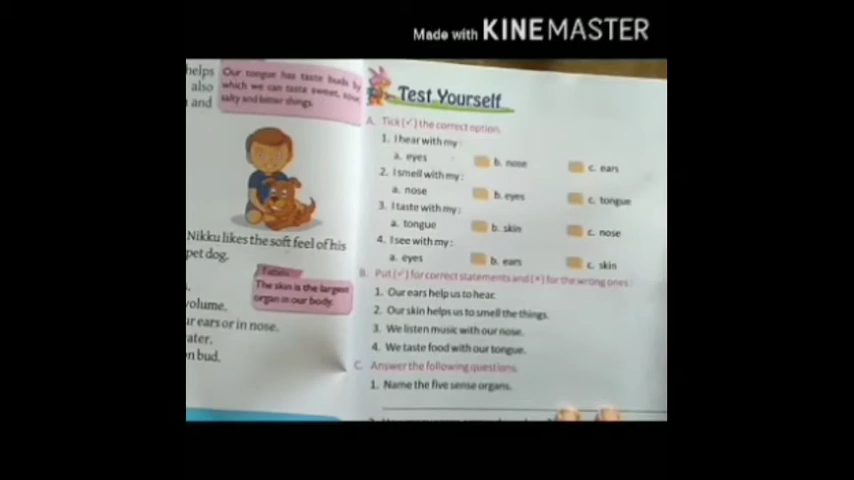 Made with KINEMASTER
helps
also
and
Our tongue has taste buds by
which we can taste sweet, sour,
salty and bitter things.
Nikku likes the soft feel of his
pet dog.
The skin is the largest
organ in our body.
volume.
ar ears or in nose.
ater.
n bud.
Test Yourself
A. Tick (✓) the correct option.
1. I hear with my :
a. eyes b. nose c. ears
2. I smell with my :
a. nose b. eyes c. tongue
3. I taste with my :
a. tongue b. skin c. nose
4. I see with my :
a. eyes b. ears c. skin
B. Put (✓) for correct statements and (×) for the wrong ones :
1. Our ears help us to hear.
2. Our skin helps us to smell the things.
3. We listen music with our nose.
4. We taste food with our tongue.
C. Answer the following questions.
1. Name the five sense organs.